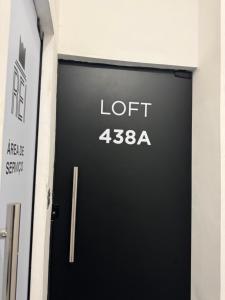 LOFT
438A
ÁREA DE
SERVIÇO